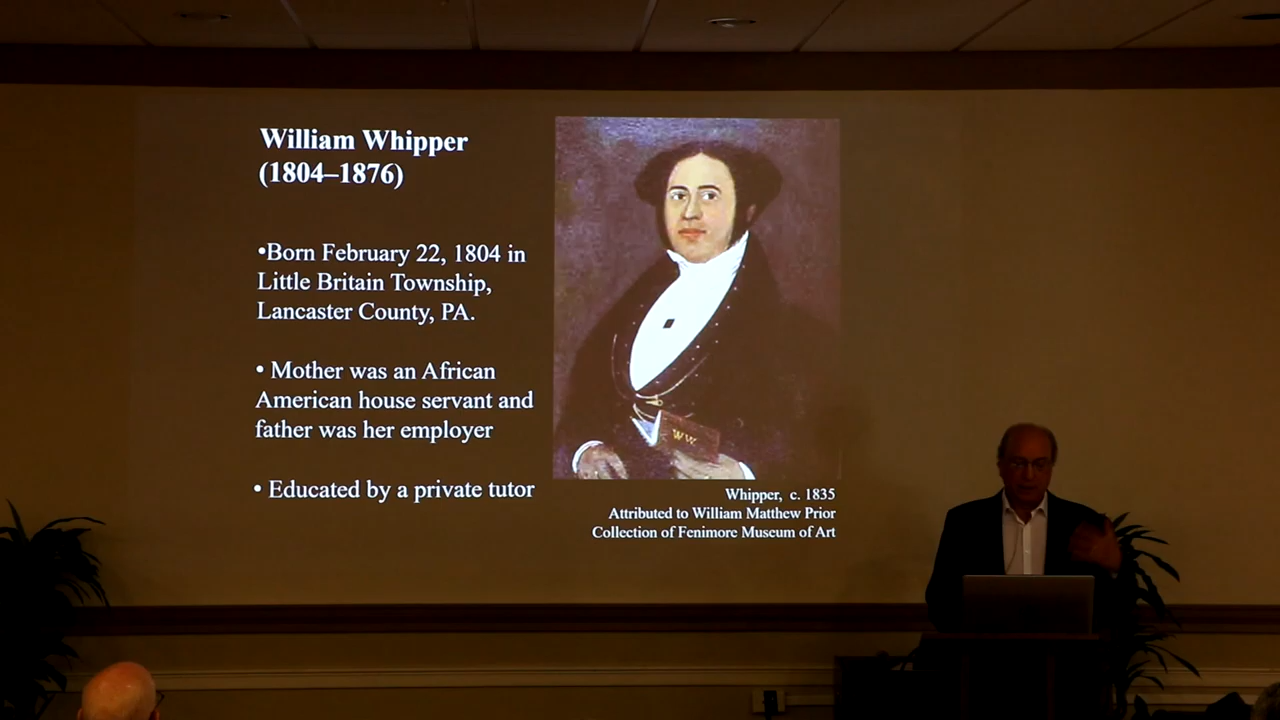 William Whipper
(1804–1876)
•Born February 22, 1804 in
Little Britain Township,
Lancaster County, PA.
• Mother was an African
American house servant and
father was her employer
• Educated by a private tutor
W.W.
Whipper, c. 1835
Attributed to William Matthew Prior
Collection of Fenimore Museum of Art